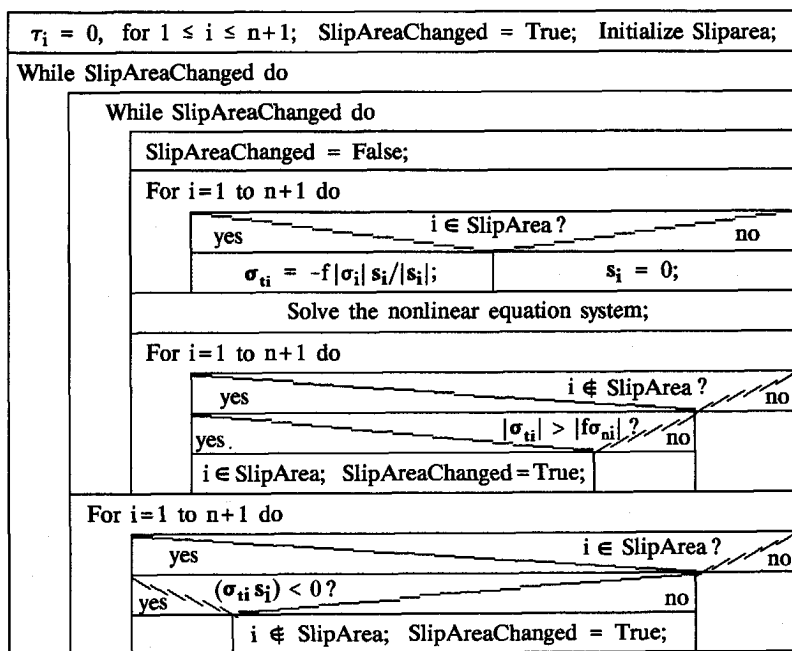 τi = 0, for 1 ≤ i ≤ n+1; SlipAreaChanged = True; Initialize Sliparea;
While SlipAreaChanged do
While SlipAreaChanged do
SlipAreaChanged = False;
For i=1 to n+1 do
i ∈ SlipArea?
yes no
σti = -f|σi| si/|si|; si = 0;
Solve the nonlinear equation system;
For i=1 to n+1 do
i ∉ SlipArea?
yes no
|σti| > |fσni|?
yes. no
i ∈ SlipArea; SlipAreaChanged=True;
For i=1 to n+1 do
i ∈ SlipArea?
yes no
(σti si) < 0?
yes no
i ∉ SlipArea; SlipAreaChanged = True;